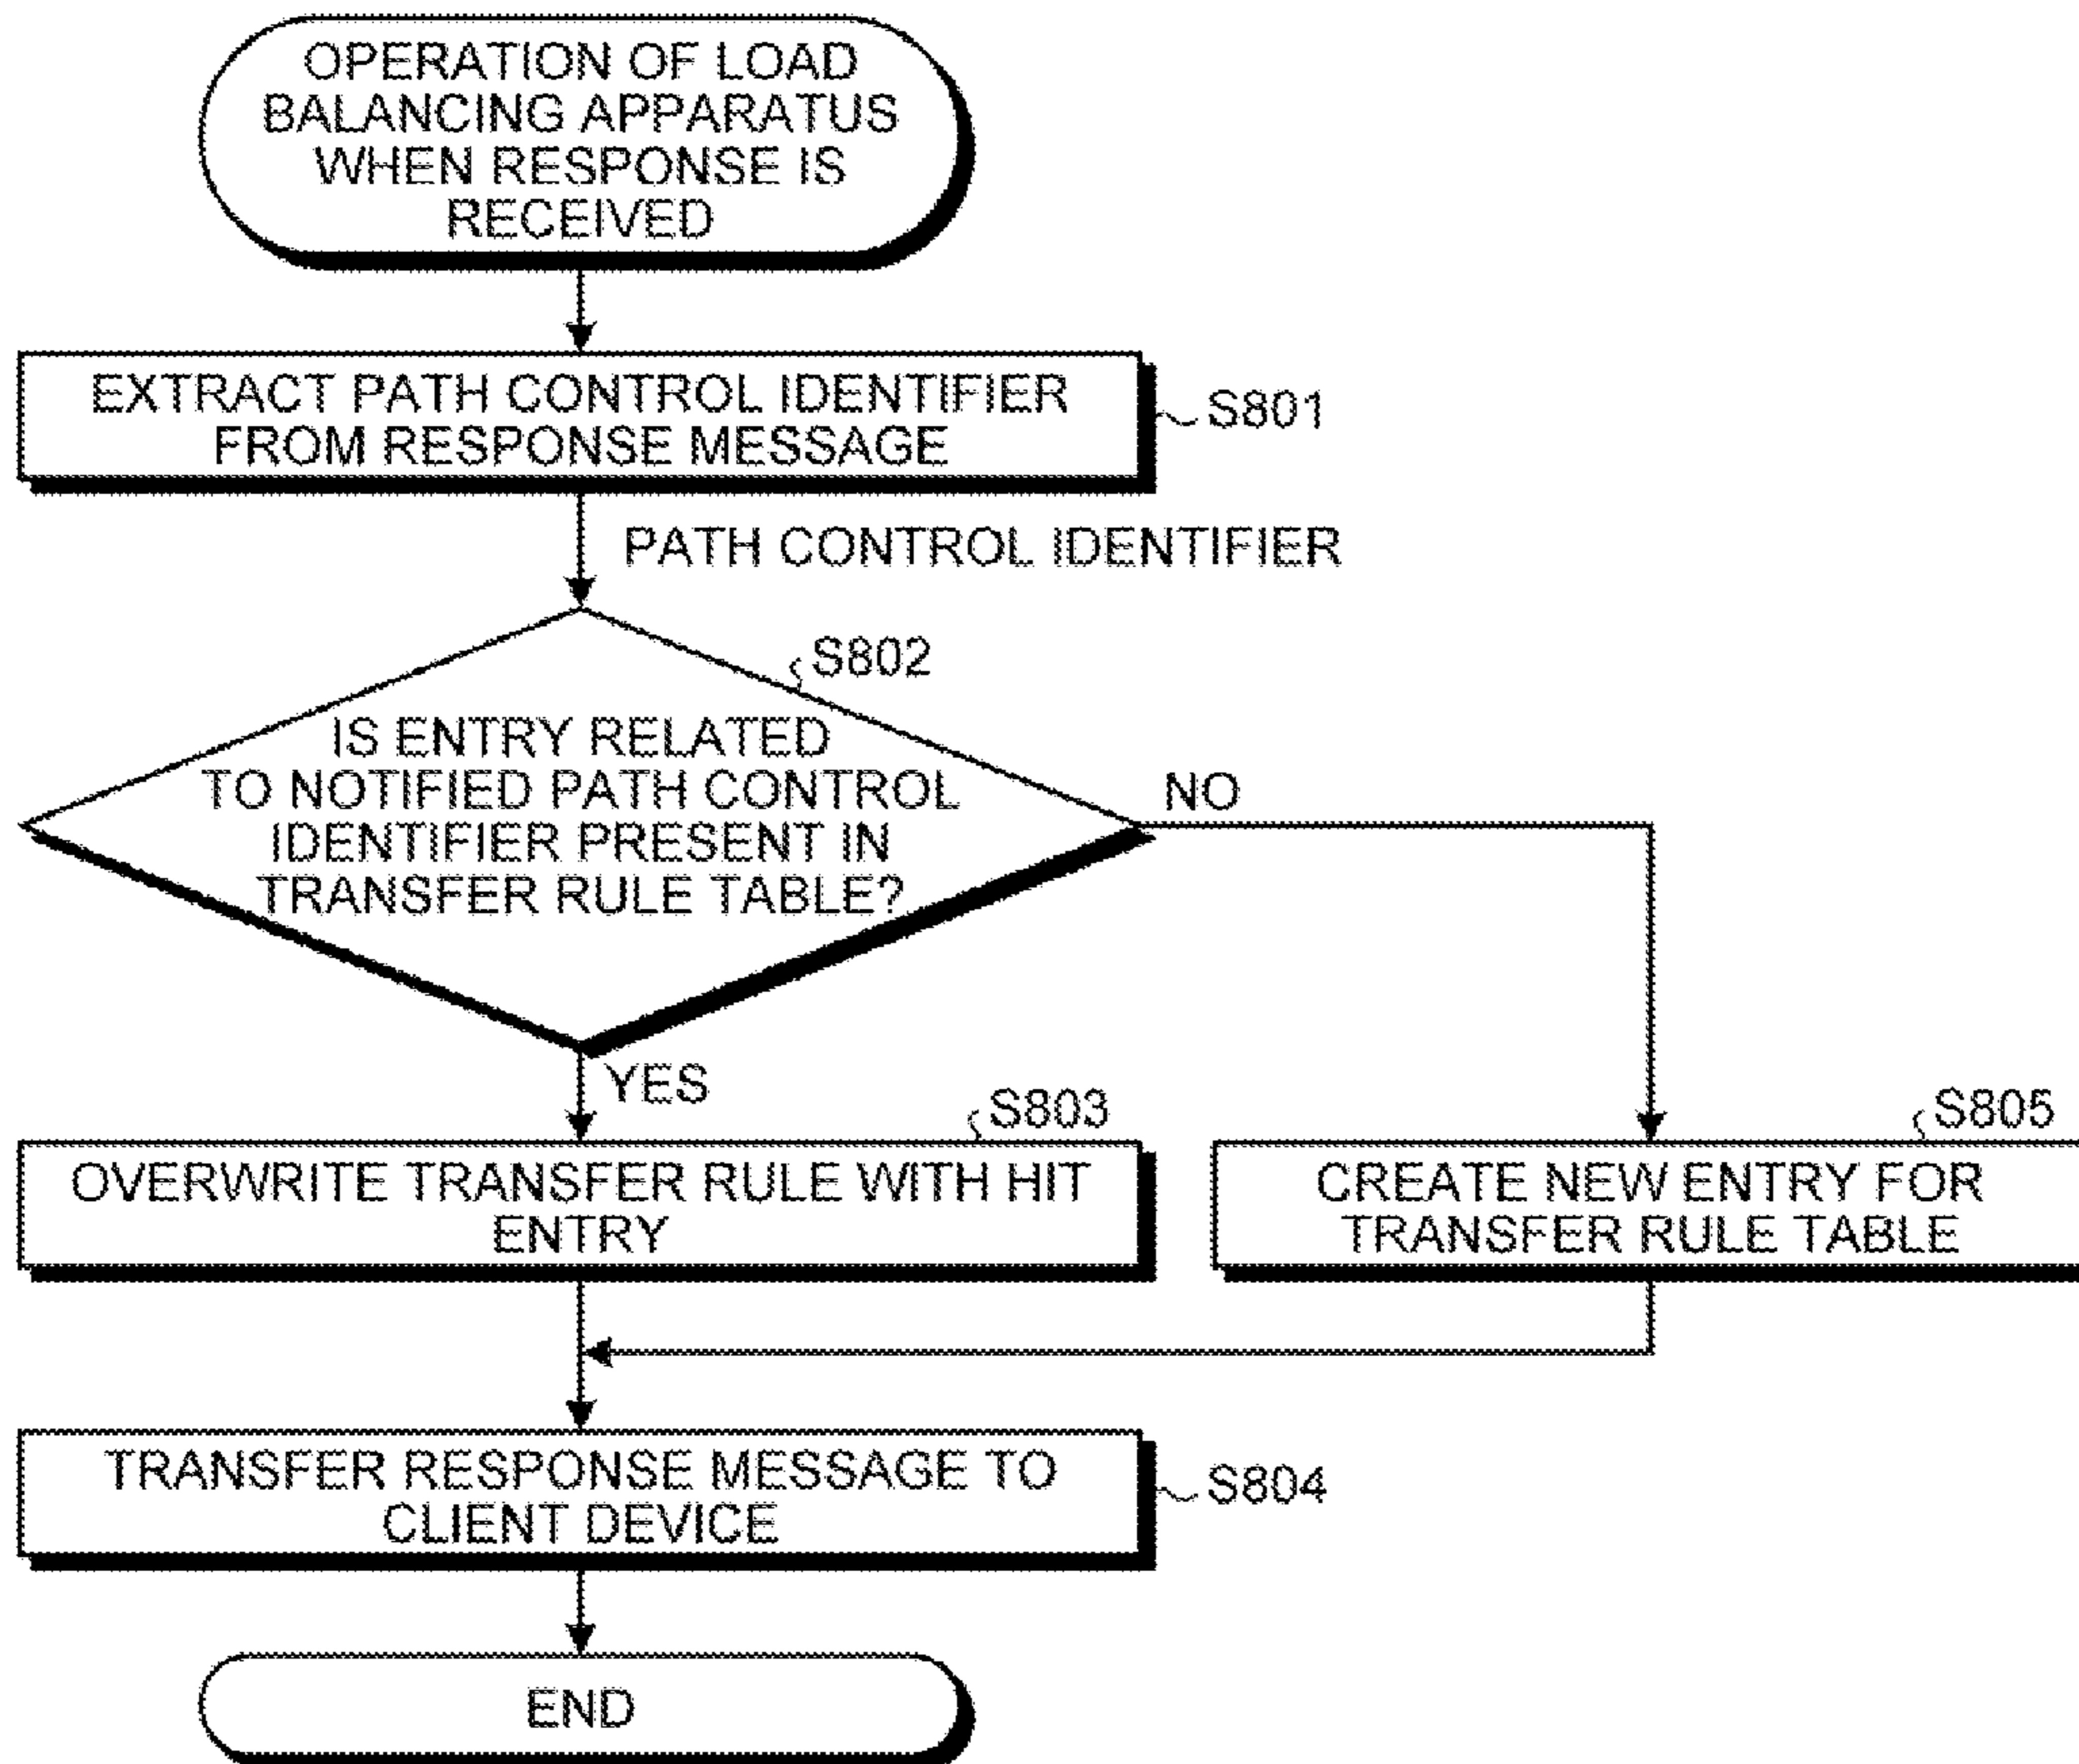 OPERATION OF LOAD
BALANCING APPARATUS
WHEN RESPONSE IS
RECEIVED
EXTRACT PATH CONTROL IDENTIFIER
FROM RESPONSE MESSAGE
S801
PATH CONTROL IDENTIFIER
S802
IS ENTRY RELATED
TO NOTIFIED PATH CONTROL
IDENTIFIER PRESENT IN
TRANSFER RULE TABLE?
NO
YES
S803
OVERWRITE TRANSFER RULE WITH HIT
ENTRY
S805
CREATE NEW ENTRY FOR
TRANSFER RULE TABLE
TRANSFER RESPONSE MESSAGE TO
CLIENT DEVICE
S804
END